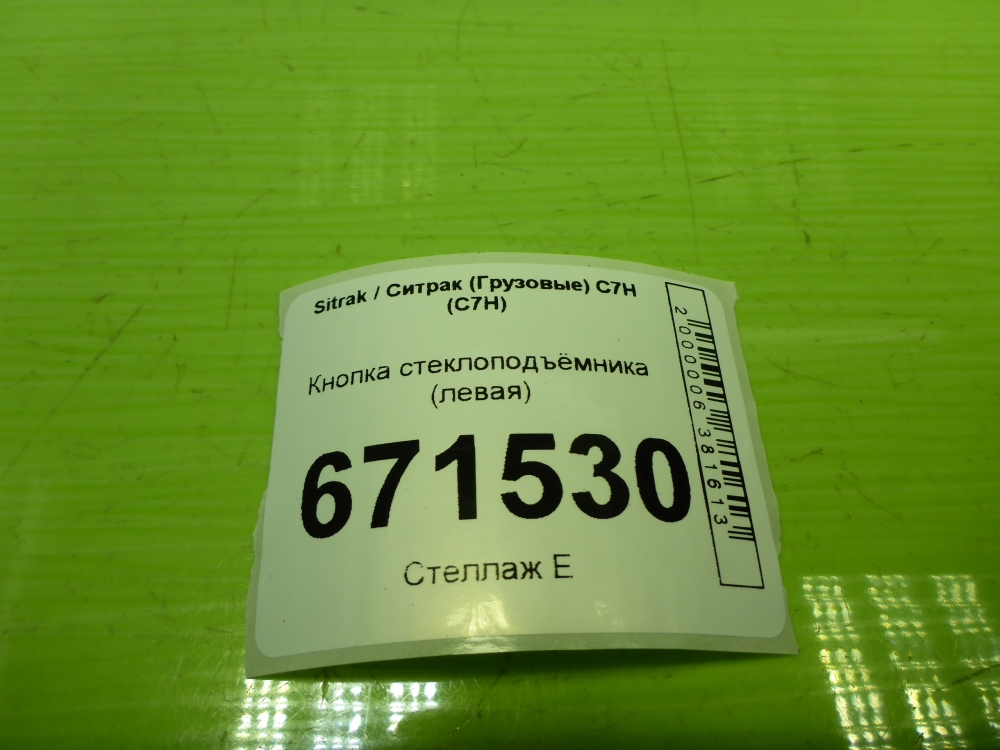 Sitrak / Ситрак (Грузовые) C7H
(C7H)
Кнопка стеклоподъёмника
(левая)
671530
Стеллаж Е
2000006381613